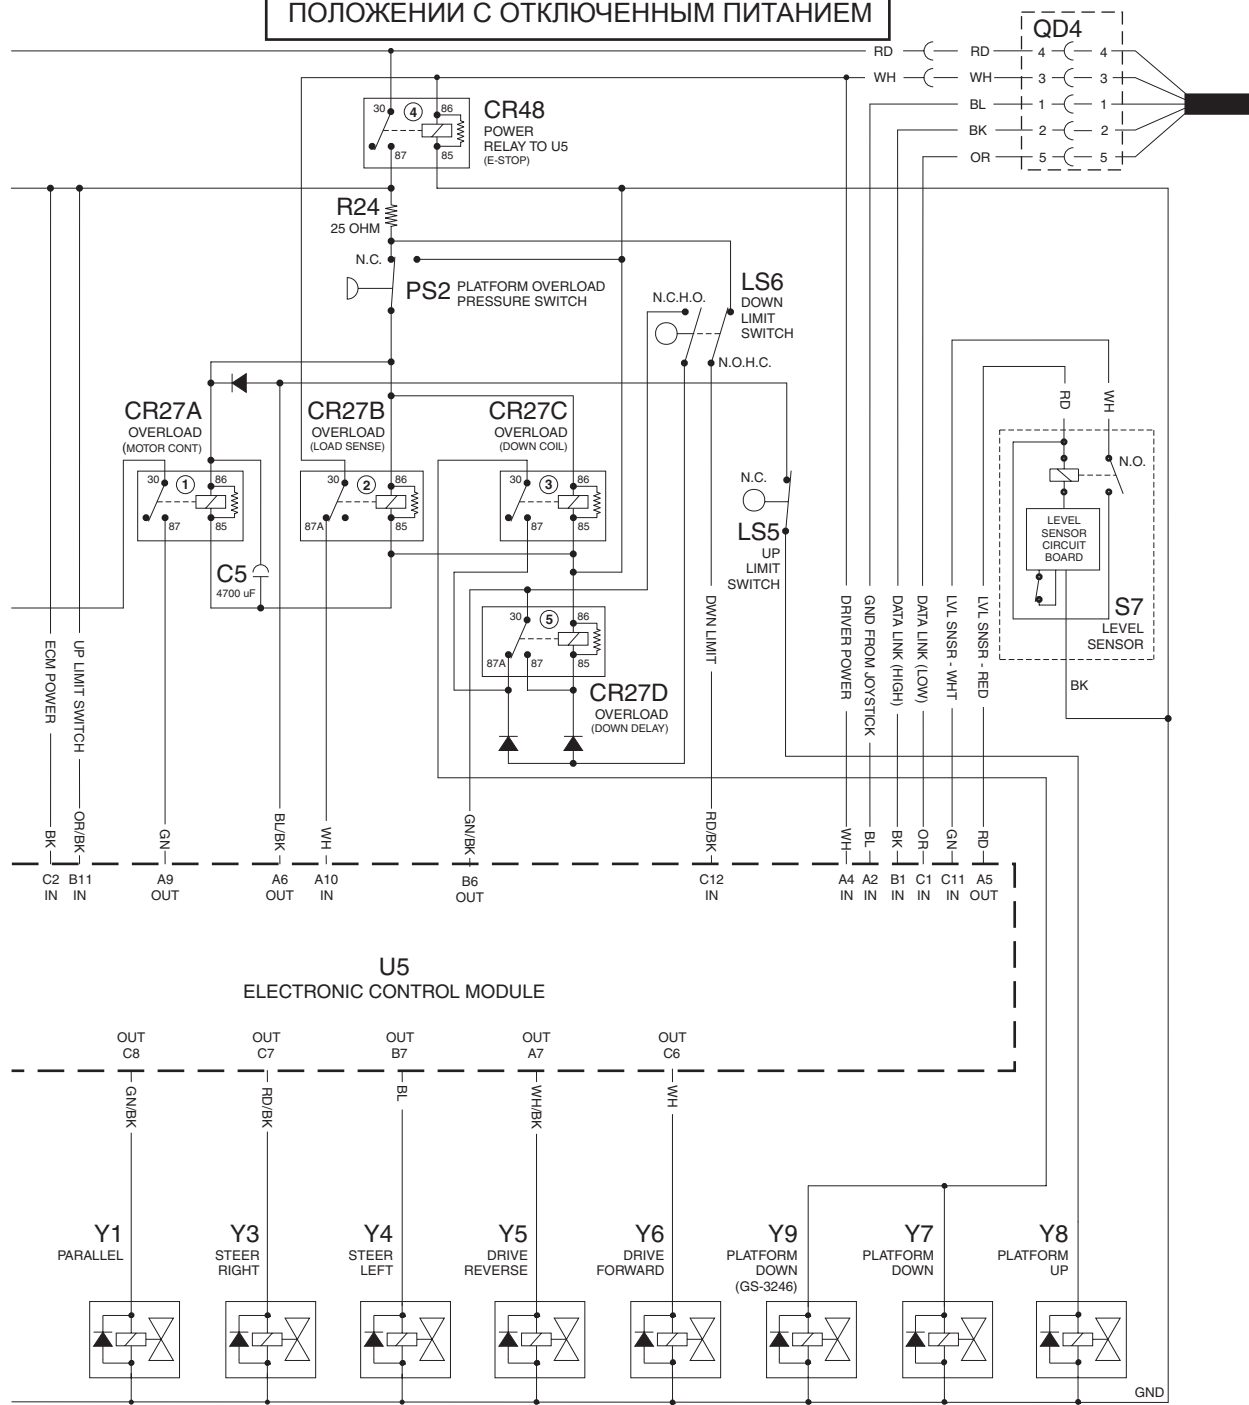 ПОЛОЖЕНИИ С ОТКЛЮЧЕННЫМ ПИТАНИЕМ
QD4
RD RD 4 4
WH WH 3 3
BL 1 1
BK 2 2
OR 5 5
30 4 86
87 85
CR48
POWER
RELAY TO U5
(E-STOP)
R24
25 OHM
N.C.
PS2 PLATFORM OVERLOAD
PRESSURE SWITCH
N.C.H.O.
LS6
DOWN
LIMIT
SWITCH
N.O.H.C.
CR27A
OVERLOAD
(MOTOR CONT)
30 1 86
87 85
CR27B
OVERLOAD
(LOAD SENSE)
30 2 86
87A 85
CR27C
OVERLOAD
(DOWN COIL)
30 3 86
87 85
C5
4700 uF
N.C.
LS5
UP
LIMIT
SWITCH
RD
WH
N.O.
LEVEL
SENSOR
CIRCUIT
BOARD
S7
LEVEL
SENSOR
BK
30 5 86
87A 87 85
CR27D
OVERLOAD
(DOWN DELAY)
ECM POWER
UP LIMIT SWITCH
DWN LIMIT
DRIVER POWER
GND FROM JOYSTICK
DATA LINK (HIGH)
DATA LINK (LOW)
LVL SNSR - WHT
LVL SNSR - RED
BK
OR/BK
GN
BL/BK
WH
GN/BK
RD/BK
WH
BL
BK
OR
GN
RD
C2 B11 A9 A6 A10 B6 C12 A4 A2 B1 C1 C11 A5
IN IN OUT OUT IN OUT IN IN IN IN IN IN OUT
U5
ELECTRONIC CONTROL MODULE
OUT OUT OUT OUT OUT
C8 C7 B7 A7 C6
GN/BK
RD/BK
BL
WH/BK
WH
Y1
PARALLEL
Y3
STEER
RIGHT
Y4
STEER
LEFT
Y5
DRIVE
REVERSE
Y6
DRIVE
FORWARD
Y9
PLATFORM
DOWN
(GS-3246)
Y7
PLATFORM
DOWN
Y8
PLATFORM
UP
GND